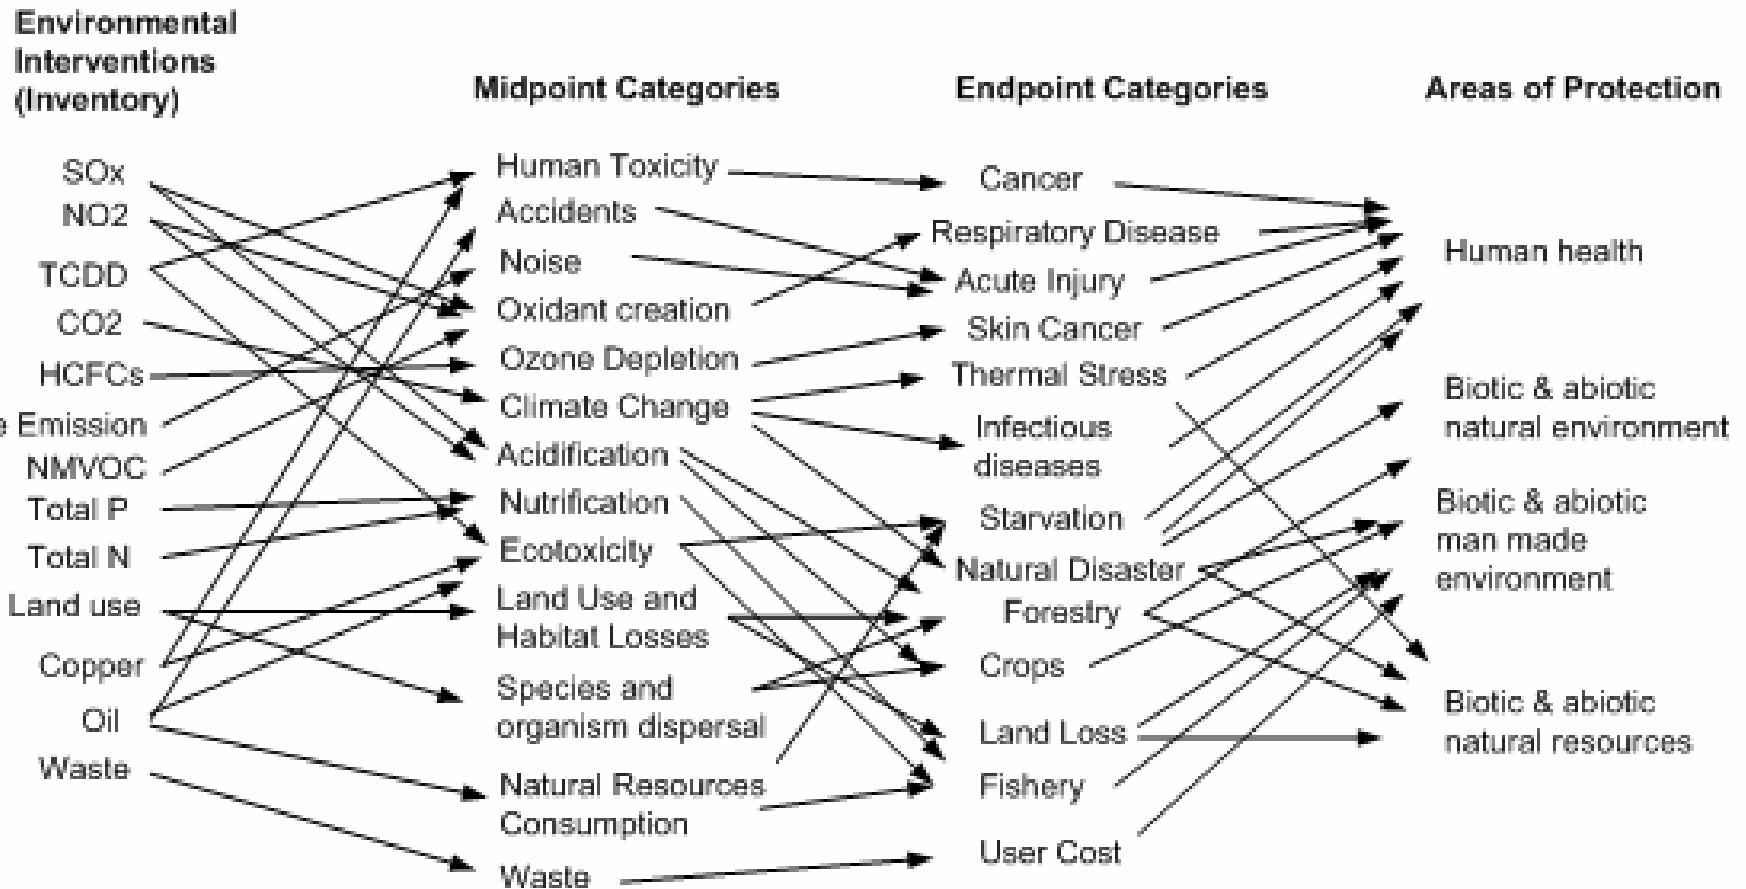 Environmental
Interventions
(Inventory)
Midpoint Categories
Endpoint Categories
Areas of Protection
SOx
NO2
TCDD
CO2
HCFCs
e Emission
NMVOC
Total P
Total N
Land use
Copper
Oil
Waste
Human Toxicity
Accidents
Noise
Oxidant creation
Ozone Depletion
Climate Change
Acidification
Nutrification
Ecotoxicity
Land Use and
Habitat Losses
Species and
organism dispersal
Natural Resources
Consumption
Waste
Cancer
Respiratory Disease
Acute Injury
Skin Cancer
Thermal Stress
Infectious
diseases
Starvation
Natural Disaster
Forestry
Crops
Land Loss
Fishery
User Cost
Human health
Biotic & abiotic
natural environment
Biotic & abiotic
man made
environment
Biotic & abiotic
natural resources